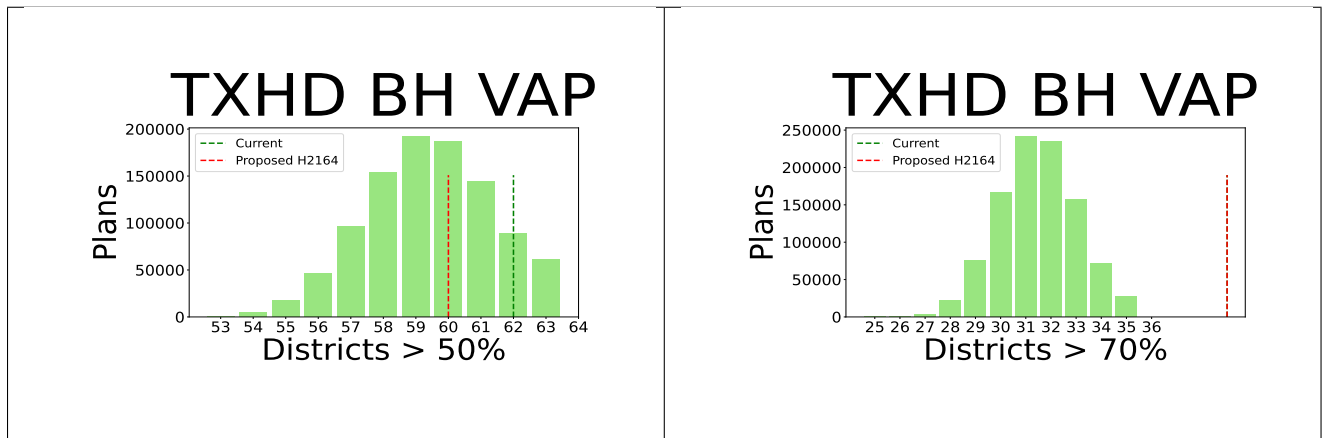 TXHD BH VAP
200000
150000
100000
50000
0
Plans
Current
Proposed H2164
53 54 55 56 57 58 59 60 61 62 63 64
Districts > 50%
TXHD BH VAP
250000
200000
150000
100000
50000
0
Plans
Current
Proposed H2164
25 26 27 28 29 30 31 32 33 34 35 36
Districts > 70%